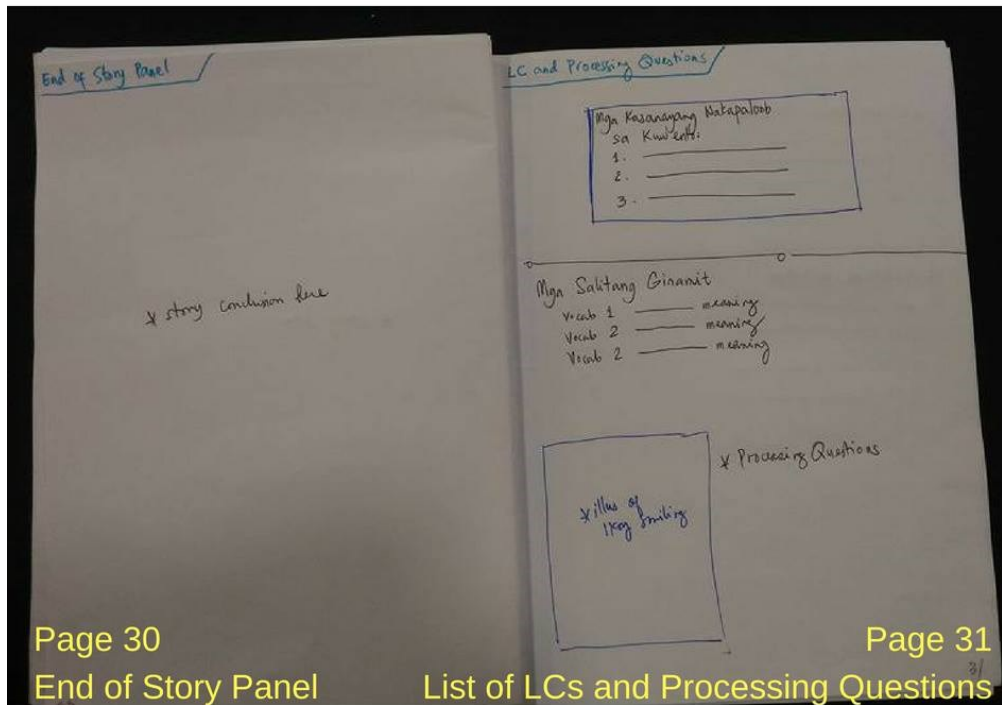 End of Story Panel
* story conclusion here
LC and Processing Questions
Mga Kasanayang Nakapaloob
sa Kuwento:
1.
2.
3.
Mga Salitang Ginamit
Vocab 1 meaning
Vocab 2 meaning
Vocab 2 meaning
* Processing Questions
* illus of
smiling
31
Page 30
End of Story Panel
Page 31
List of LCs and Processing Questions